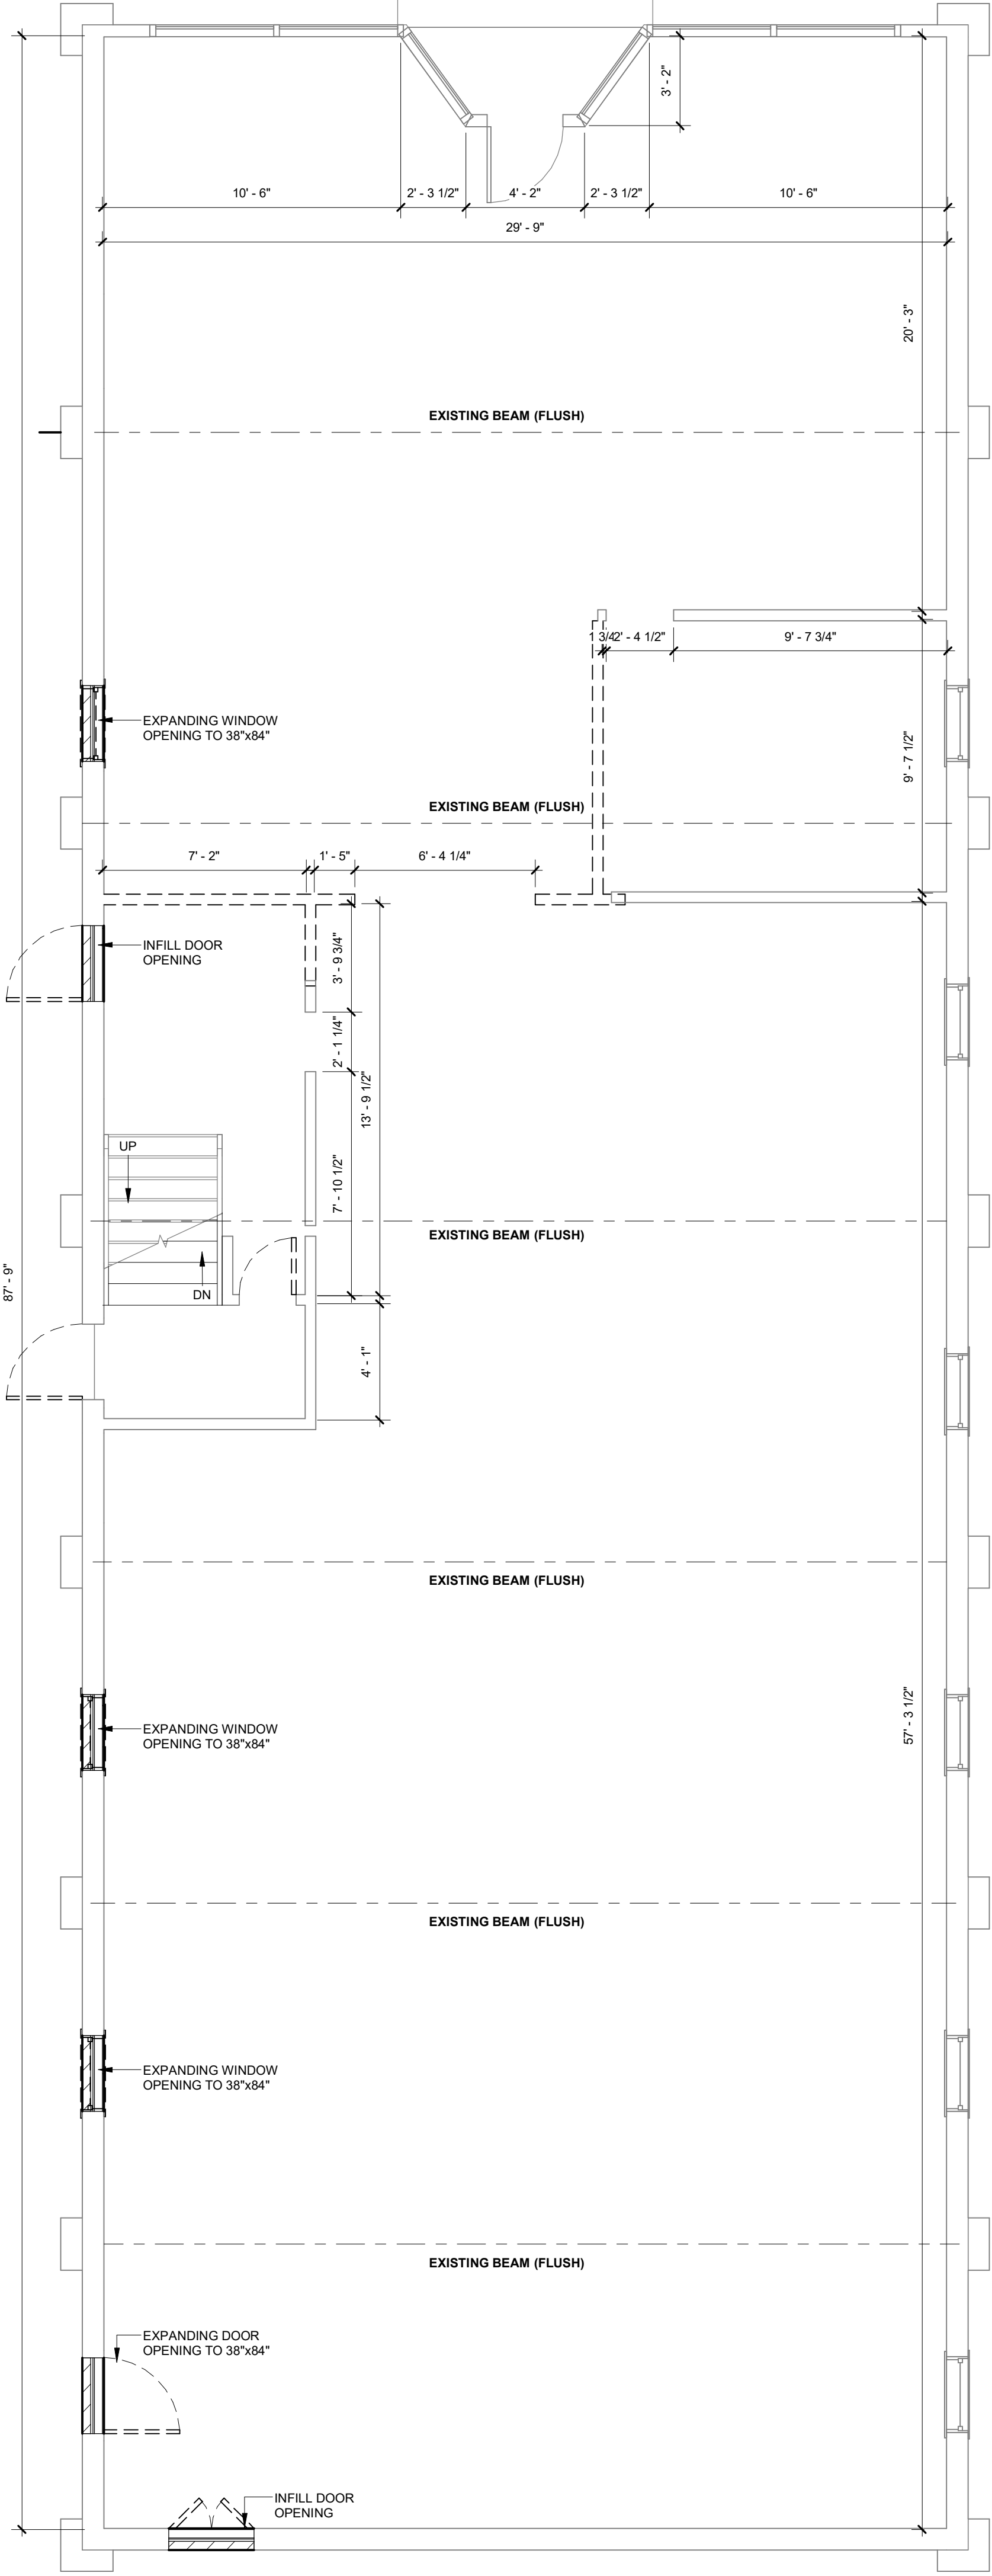 3' - 2"
10' - 6"
2' - 3 1/2"
4' - 2"
2' - 3 1/2"
10' - 6"
29' - 9"
20' - 3"
EXISTING BEAM (FLUSH)
1 3/4
2' - 4 1/2"
9' - 7 3/4"
EXPANDING WINDOW
OPENING TO 38"x84"
9' - 7 1/2"
EXISTING BEAM (FLUSH)
7' - 2"
1' - 5"
6' - 4 1/4"
INFILL DOOR
OPENING
3' - 9 3/4"
2' - 1 1/4"
13' - 9 1/2"
UP
7' - 10 1/2"
EXISTING BEAM (FLUSH)
87' - 9"
DN
4' - 1"
EXISTING BEAM (FLUSH)
57' - 3 1/2"
EXPANDING WINDOW
OPENING TO 38"x84"
EXISTING BEAM (FLUSH)
EXPANDING WINDOW
OPENING TO 38"x84"
EXISTING BEAM (FLUSH)
EXPANDING DOOR
OPENING TO 38"x84"
INFILL DOOR
OPENING